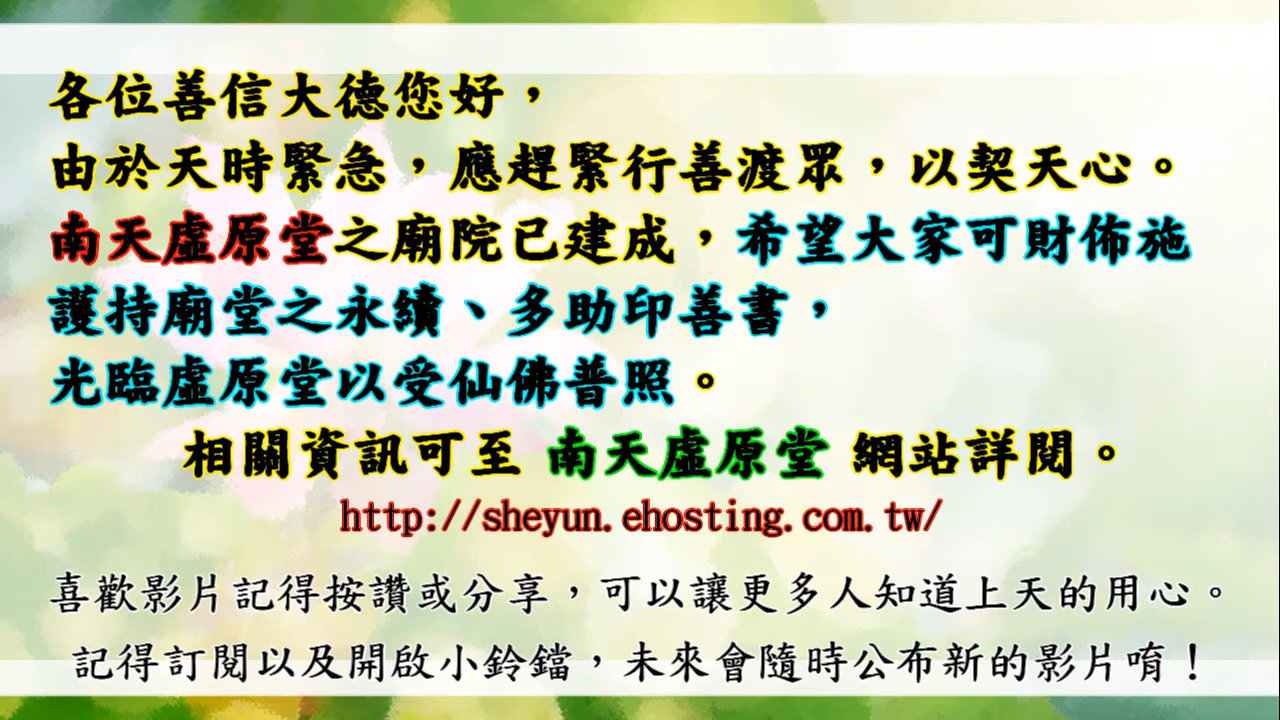 各位善信大德您好，
由於天時緊急，應趕緊行善渡眾，以契天心。
南天虛原堂之廟院已建成，希望大家可財佈施
護持廟堂之永續、多助印善書，
光臨虛原堂以受仙佛普照。
相關資訊可至 南天虛原堂 網站詳閱。
http://sheyun.ehosting.com.tw/
喜歡影片記得按讚或分享，可以讓更多人知道上天的用心。
記得訂閱以及開啟小鈴鐺，未來會隨時公布新的影片唷！